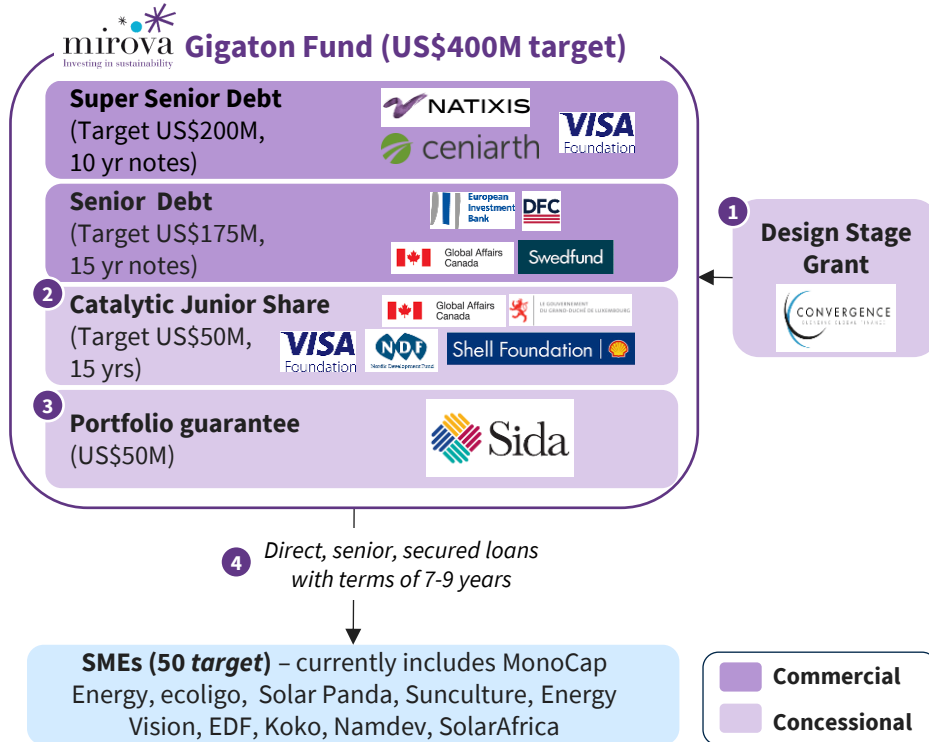 mirova
Investing in sustainability
Gigaton Fund (US$400M target)
Super Senior Debt
(Target US$200M,
10 yr notes)
NATIXIS
ceniarth
VISA
Foundation
Senior Debt
(Target US$175M,
15 yr notes)
European
Investment
Bank
DFC
Global Affairs
Canada
Swedfund
2
Catalytic Junior Share
(Target US$50M,
15 yrs)
Global Affairs
Canada
LE GOUVERNEMENT
DU GRAND-DUCHÉ DE LUXEMBOURG
VISA
Foundation
NDF
Nordic Development Fund
Shell Foundation
3
Portfolio guarantee
(US$50M)
Sida
1
Design Stage
Grant
CONVERGENCE
4
Direct, senior, secured loans
with terms of 7-9 years
SMEs (50 target) – currently includes MonoCap
Energy, ecoligo, Solar Panda, Sunculture, Energy
Vision, EDF, Koko, Namdev, SolarAfrica
Commercial
Concessional